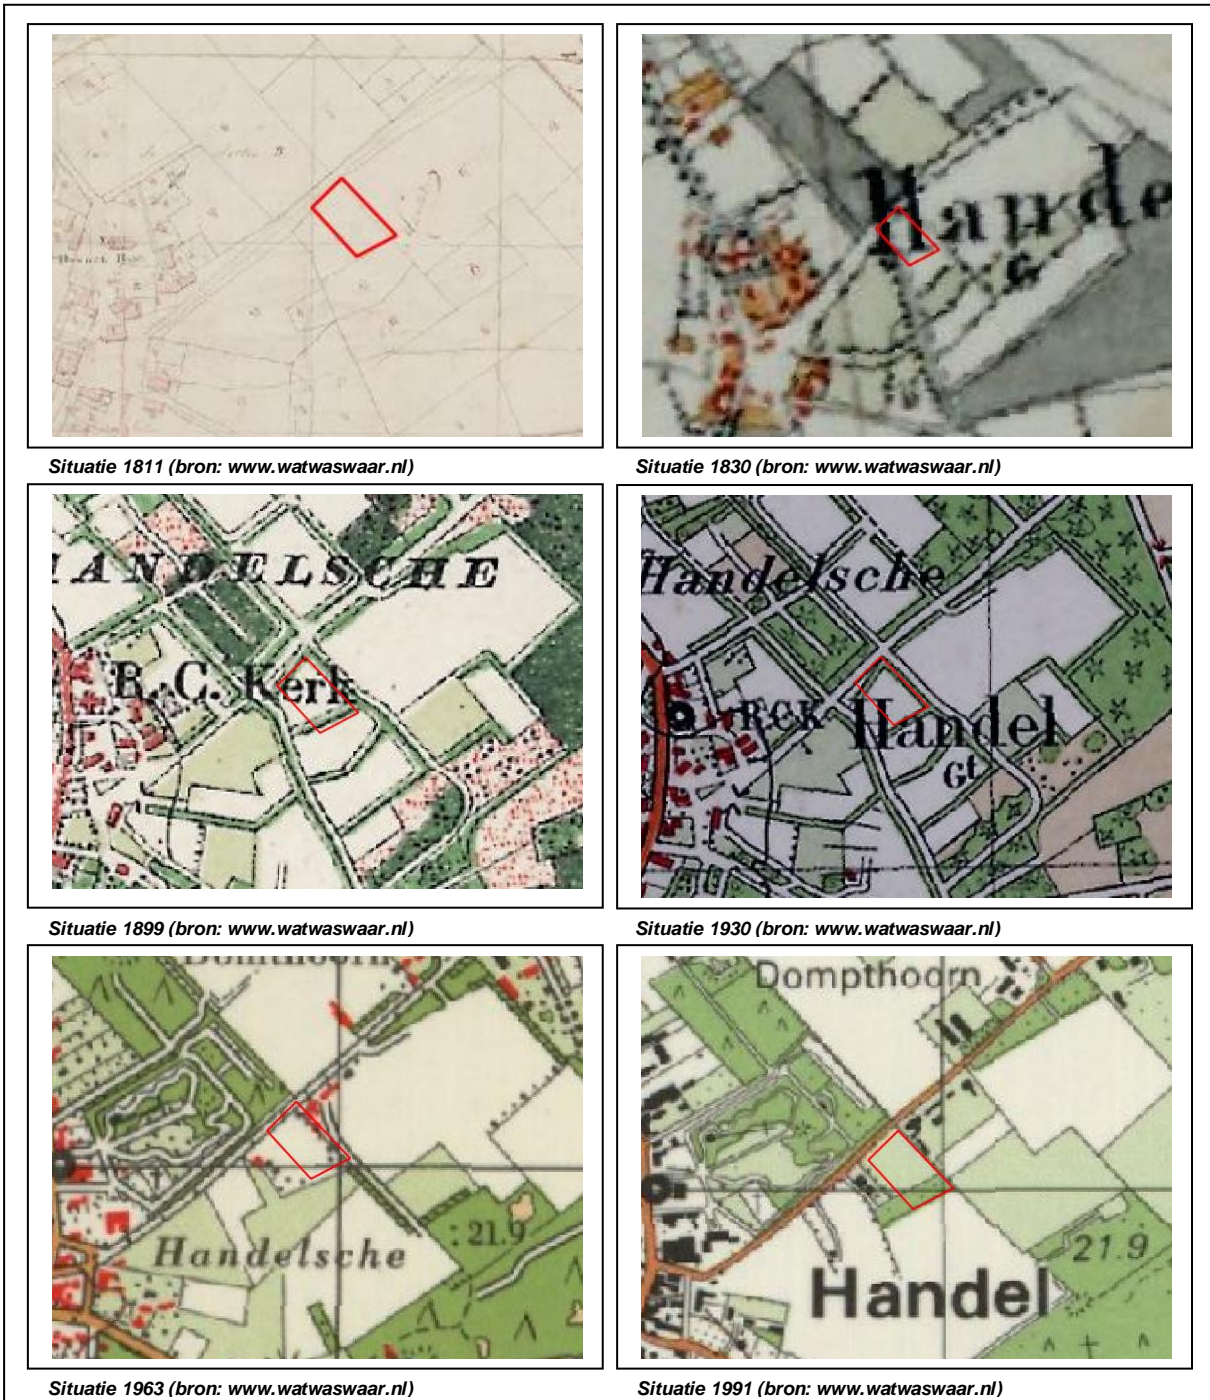 Situatie 1811 (bron: www.watwaswaar.nl)
Hande
G
Situatie 1830 (bron: www.watwaswaar.nl)
HANDELSCHE
R. C. Kerk
Situatie 1899 (bron: www.watwaswaar.nl)
Handelsche
R.C.K
Handel
Gt
Situatie 1930 (bron: www.watwaswaar.nl)
Dompthoorn
Handelsche
21.9
Situatie 1963 (bron: www.watwaswaar.nl)
Dompthoorn
21.9
Handel
Situatie 1991 (bron: www.watwaswaar.nl)